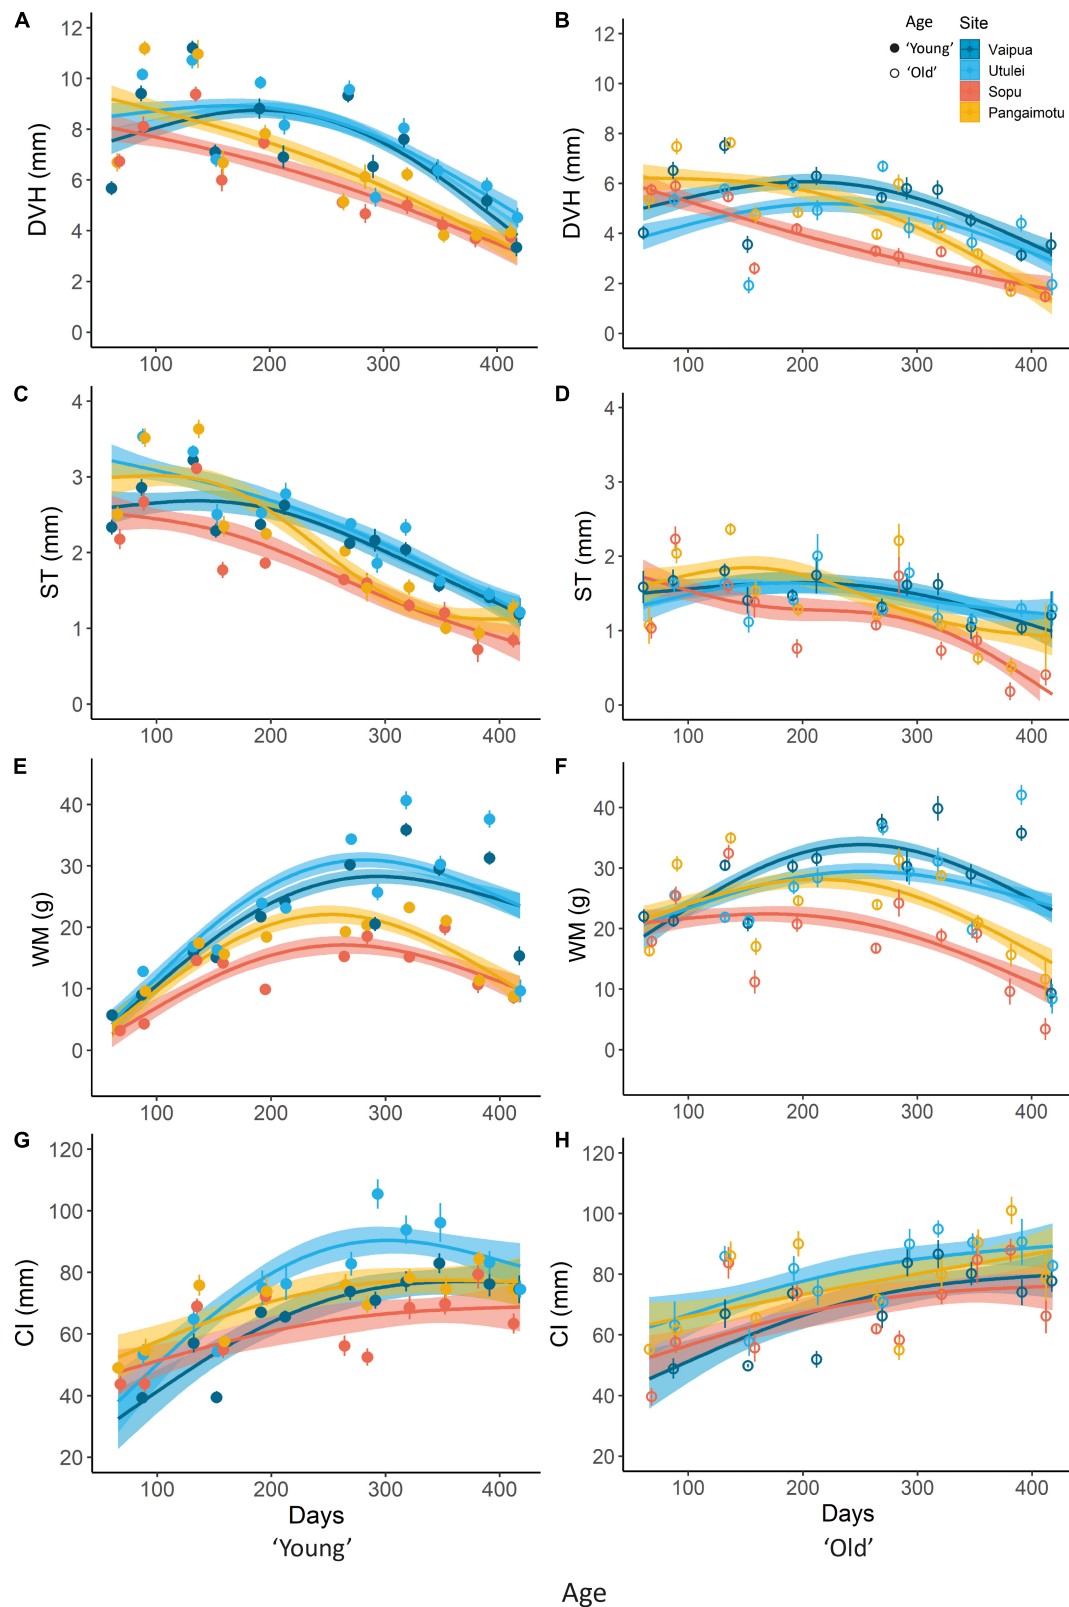 A
DVH (mm)
12
10
8
6
4
2
0
100 200 300 400
B
DVH (mm)
12
10
8
6
4
2
0
100 200 300 400
Age
‘Young’
‘Old’
Site
Vaipua
Utulei
Sopu
Pangaimotu
C
ST (mm)
4
3
2
1
0
100 200 300 400
D
ST (mm)
4
3
2
1
0
100 200 300 400
E
WM (g)
40
30
20
10
0
100 200 300 400
F
WM (g)
40
30
20
10
0
100 200 300 400
G
CI (mm)
120
100
80
60
40
20
100 200 300 400
Days
‘Young’
H
CI (mm)
120
100
80
60
40
20
100 200 300 400
Days
‘Old’
Age